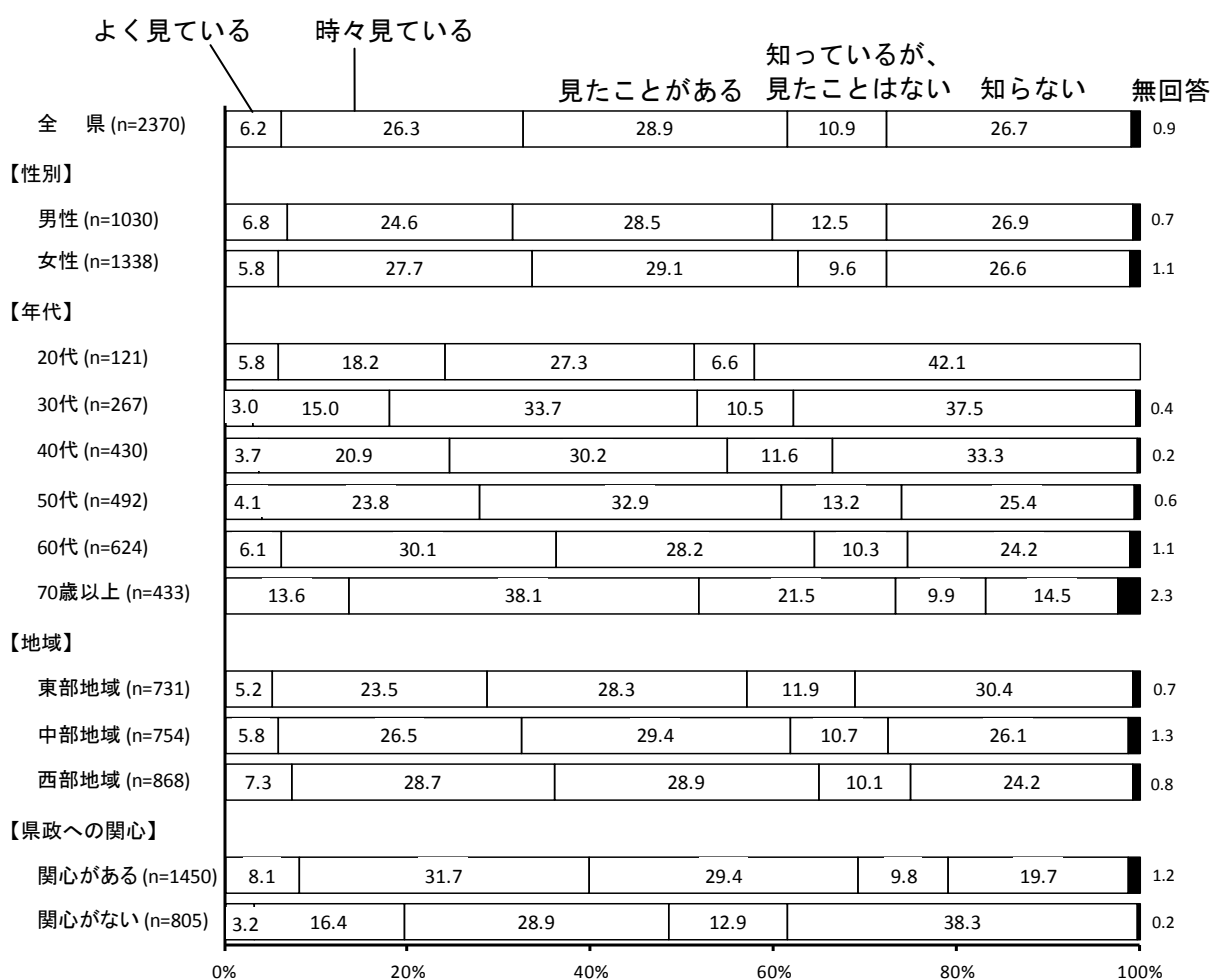 よく見ている 時々見ている
知っているが、
見たことがある 見たことはない 知らない 無回答
全 県 (n=2370) 6.2 26.3 28.9 10.9 26.7 0.9
【性別】
男性 (n=1030) 6.8 24.6 28.5 12.5 26.9 0.7
女性 (n=1338) 5.8 27.7 29.1 9.6 26.6 1.1
【年代】
20代 (n=121) 5.8 18.2 27.3 6.6 42.1
30代 (n=267) 3.0 15.0 33.7 10.5 37.5 0.4
40代 (n=430) 3.7 20.9 30.2 11.6 33.3 0.2
50代 (n=492) 4.1 23.8 32.9 13.2 25.4 0.6
60代 (n=624) 6.1 30.1 28.2 10.3 24.2 1.1
70歳以上 (n=433) 13.6 38.1 21.5 9.9 14.5 2.3
【地域】
東部地域 (n=731) 5.2 23.5 28.3 11.9 30.4 0.7
中部地域 (n=754) 5.8 26.5 29.4 10.7 26.1 1.3
西部地域 (n=868) 7.3 28.7 28.9 10.1 24.2 0.8
【県政への関心】
関心がある (n=1450) 8.1 31.7 29.4 9.8 19.7 1.2
関心がない (n=805) 3.2 16.4 28.9 12.9 38.3 0.2
0% 20% 40% 60% 80% 100%